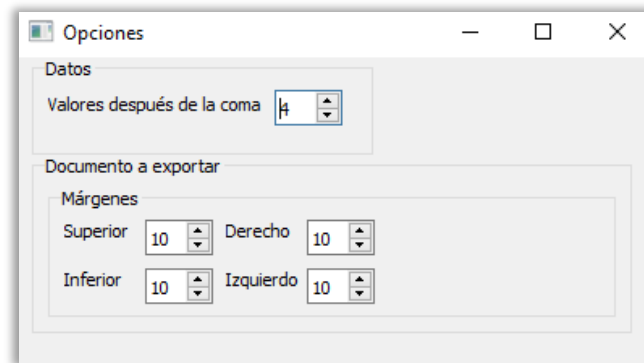 Opciones
Datos
Valores después de la coma 4
Documento a exportar
Márgenes
Superior 10 Derecho 10
Inferior 10 Izquierdo 10